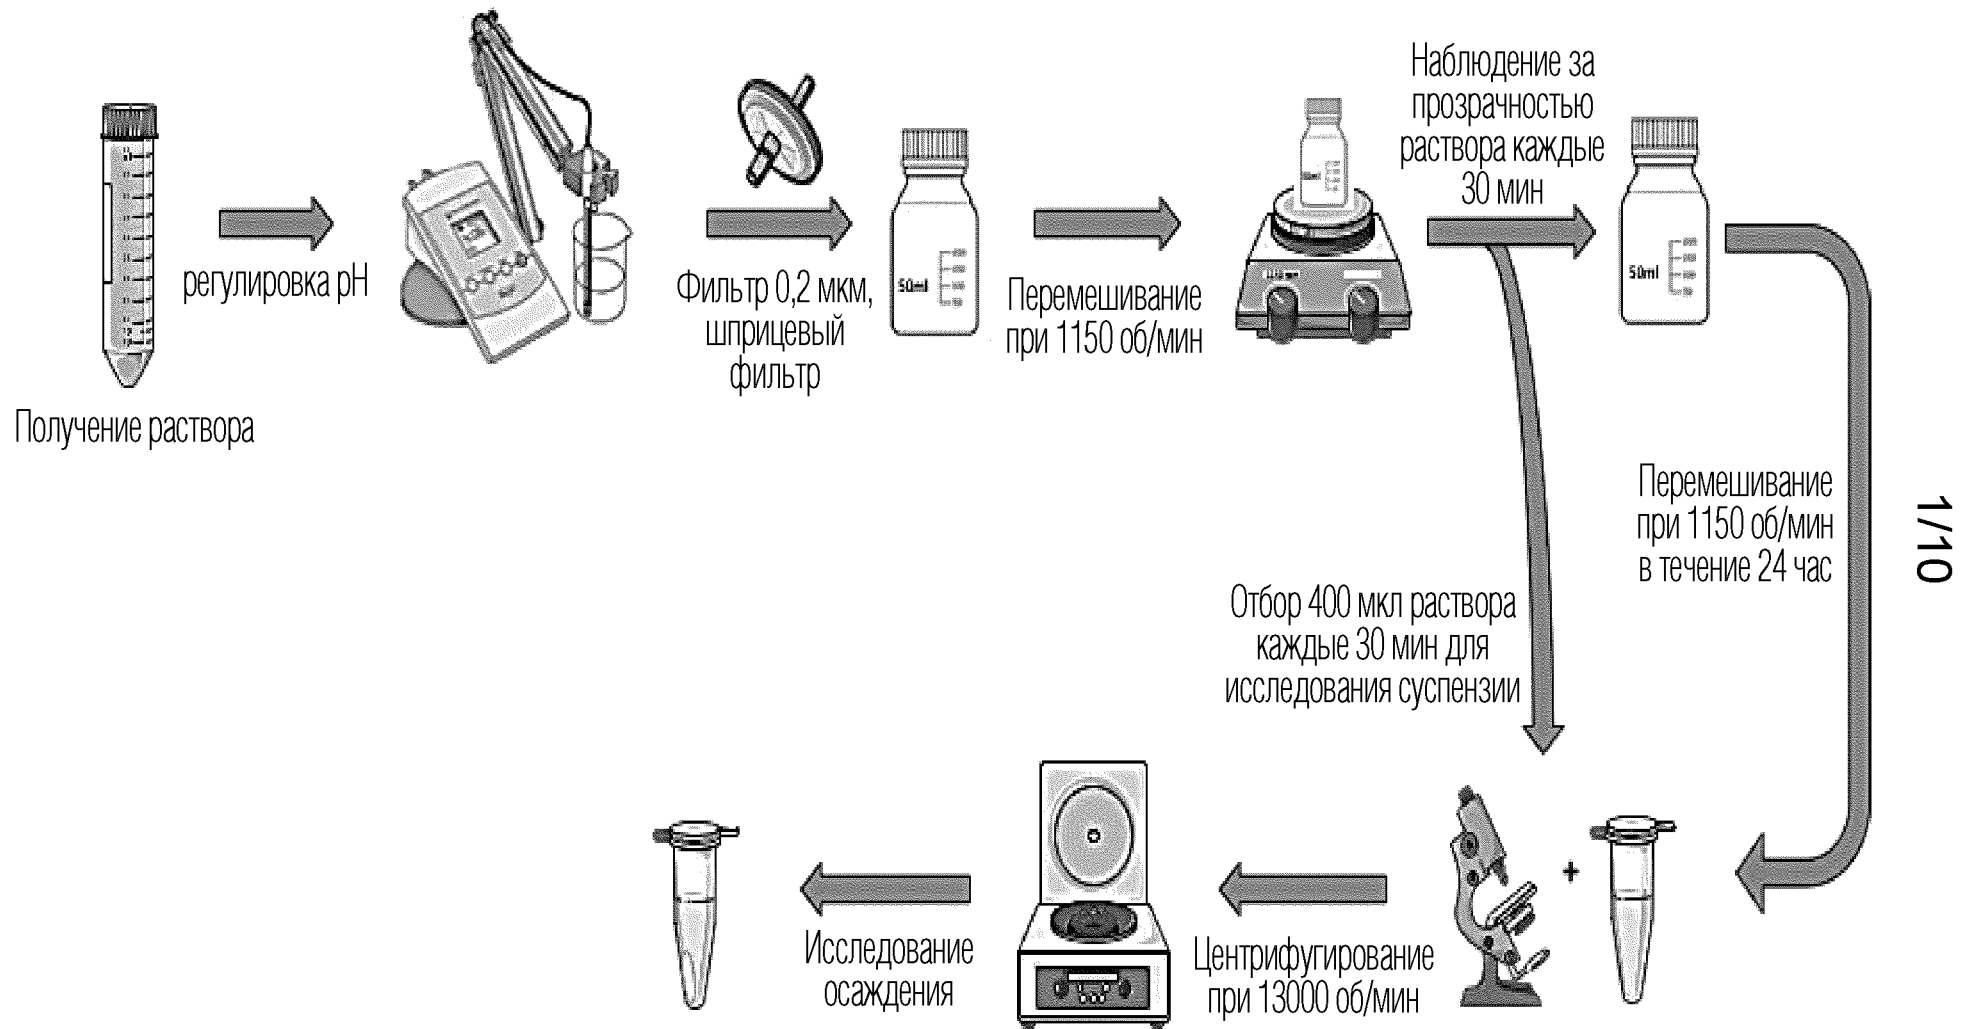 Получение раствора
регулировка pH
Фильтр 0,2 мкм,
шприцевый
фильтр
50ml
Перемешивание
при 1150 об/мин
Наблюдение за
прозрачностью
раствора каждые
30 мин
50ml
Перемешивание
при 1150 об/мин
в течение 24 час
1/10
Отбор 400 мкл раствора
каждые 30 мин для
исследования суспензии
+
Центрифугирование
при 13000 об/мин
Исследование
осаждения